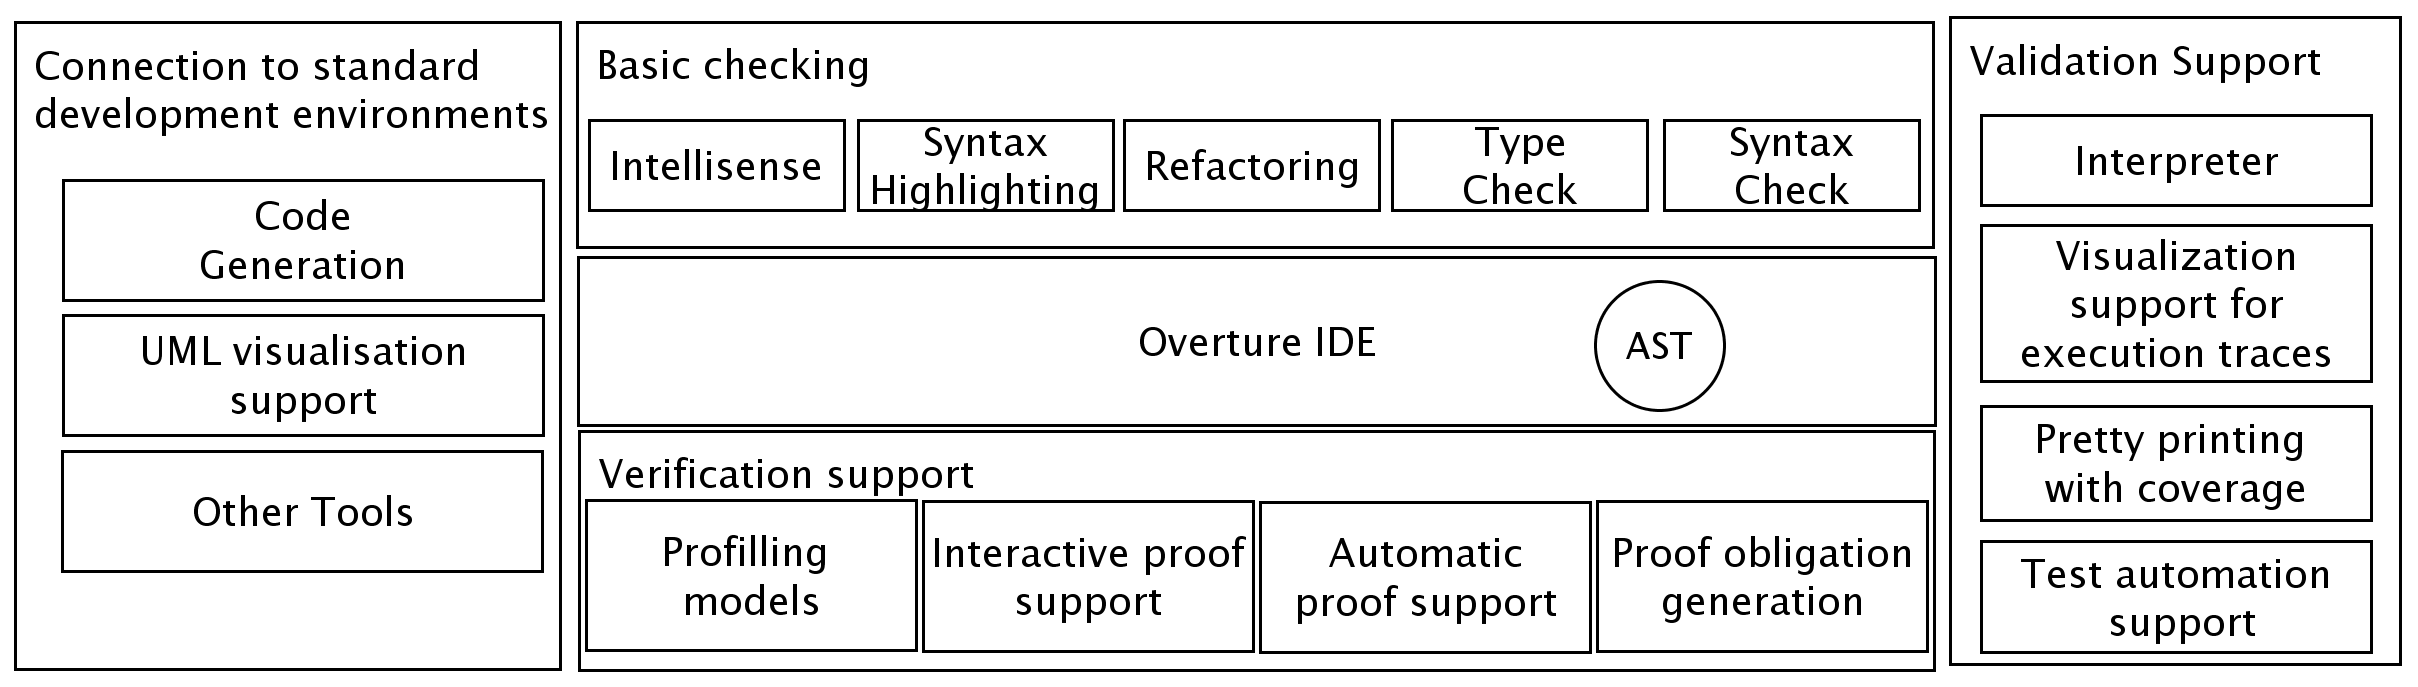 Connection to standard
development environments
Code
Generation
UML visualisation
support
Other Tools
Basic checking
Intellisense
Syntax
Highlighting
Refactoring
Type
Check
Syntax
Check
Overture IDE
AST
Verification support
Profilling
models
Interactive proof
support
Automatic
proof support
Proof obligation
generation
Validation Support
Interpreter
Visualization
support for
execution traces
Pretty printing
with coverage
Test automation
support